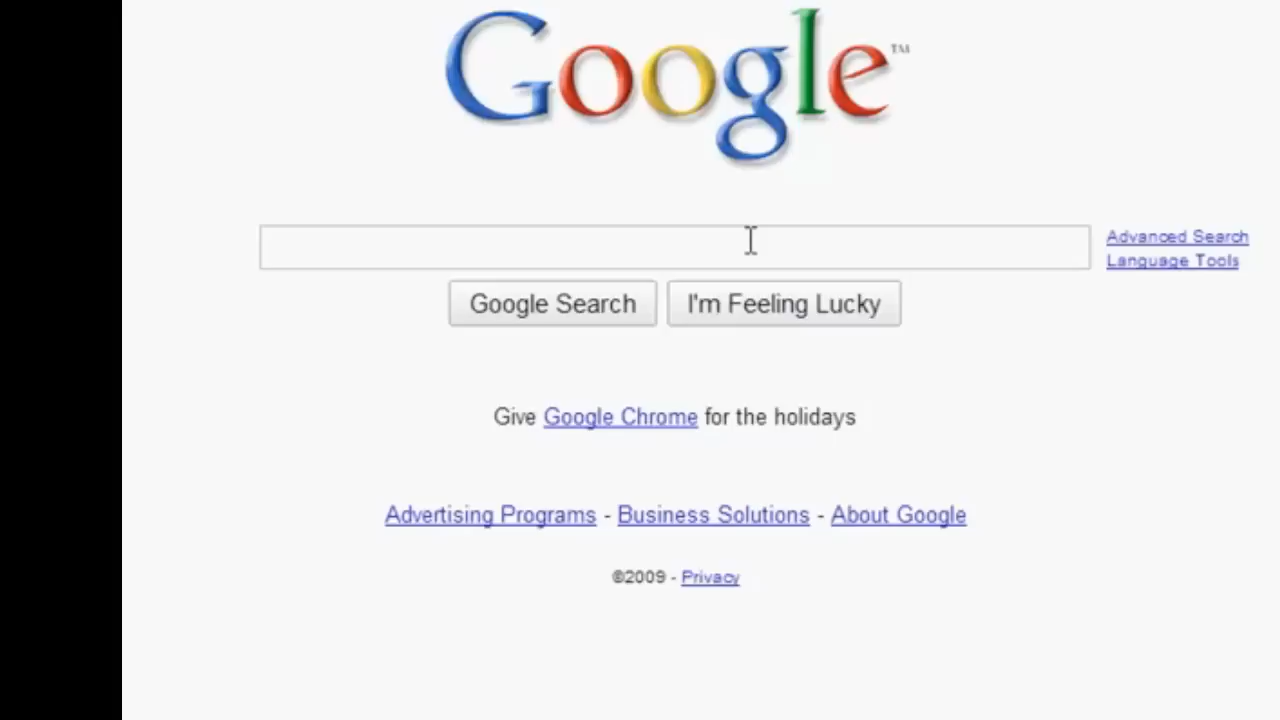 Google™
Advanced Search
Language Tools
Google Search I'm Feeling Lucky
Give Google Chrome for the holidays
Advertising Programs - Business Solutions - About Google
©2009 - Privacy